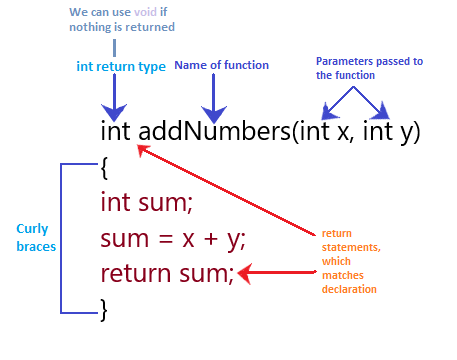 We can use void if
nothing is returned
int return type
Name of function
Parameters passed to
the function
int addNumbers(int x, int y)
{
int sum;
sum = x + y;
return sum;
}
Curly
braces
return
statements,
which
matches
declaration